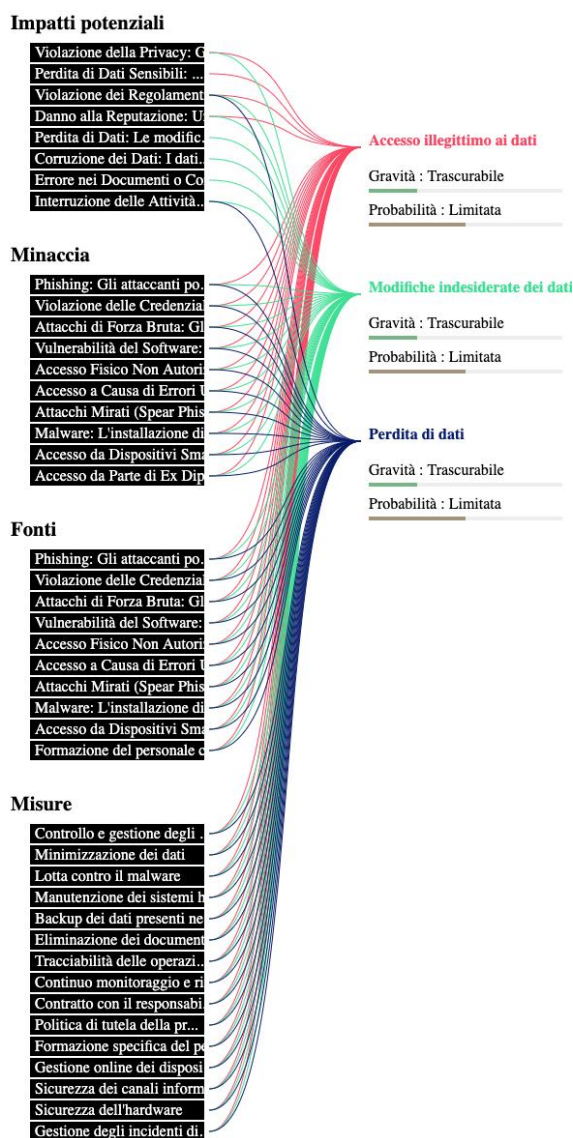 Impatti potenziali
Violazione della Privacy: G
Perdita di Dati Sensibili: ...
Violazione dei Regolament
Danno alla Reputazione: U
Perdita di Dati: Le modific.
Corruzione dei Dati: I dati..
Errore nei Documenti o Co
Interruzione delle Attività..
Accesso illegittimo ai dati
Gravità : Trascurabile
Probabilità : Limitata
Minaccia
Phishing: Gli attaccanti po.
Violazione delle Credenzial
Attacchi di Forza Bruta: Gl
Vulnerabilità del Software:
Accesso Fisico Non Autori
Accesso a Causa di Errori U
Attacchi Mirati (Spear Phis
Malware: L'installazione di
Accesso da Dispositivi Sma
Accesso da Parte di Ex Dip
Modifiche indesiderate dei dati
Gravità : Trascurabile
Probabilità : Limitata
Perdita di dati
Gravità : Trascurabile
Probabilità : Limitata
Fonti
Phishing: Gli attaccanti po.
Violazione delle Credenzial
Attacchi di Forza Bruta: Gl
Vulnerabilità del Software:
Accesso Fisico Non Autori
Accesso a Causa di Errori U
Attacchi Mirati (Spear Phis
Malware: L'installazione di
Accesso da Dispositivi Sma
Formazione del personale c
Misure
Controllo e gestione degli .
Minimizzazione dei dati
Lotta contro il malware
Manutenzione dei sistemi h
Backup dei dati presenti ne
Eliminazione dei document
Tracciabilità delle operazi...
Continuo monitoraggio e ri
Contratto con il responsabi.
Politica di tutela della pr...
Formazione specifica del pe
Gestione online dei disposi
Sicurezza dei canali inform
Sicurezza dell'hardware
Gestione degli incidenti di.